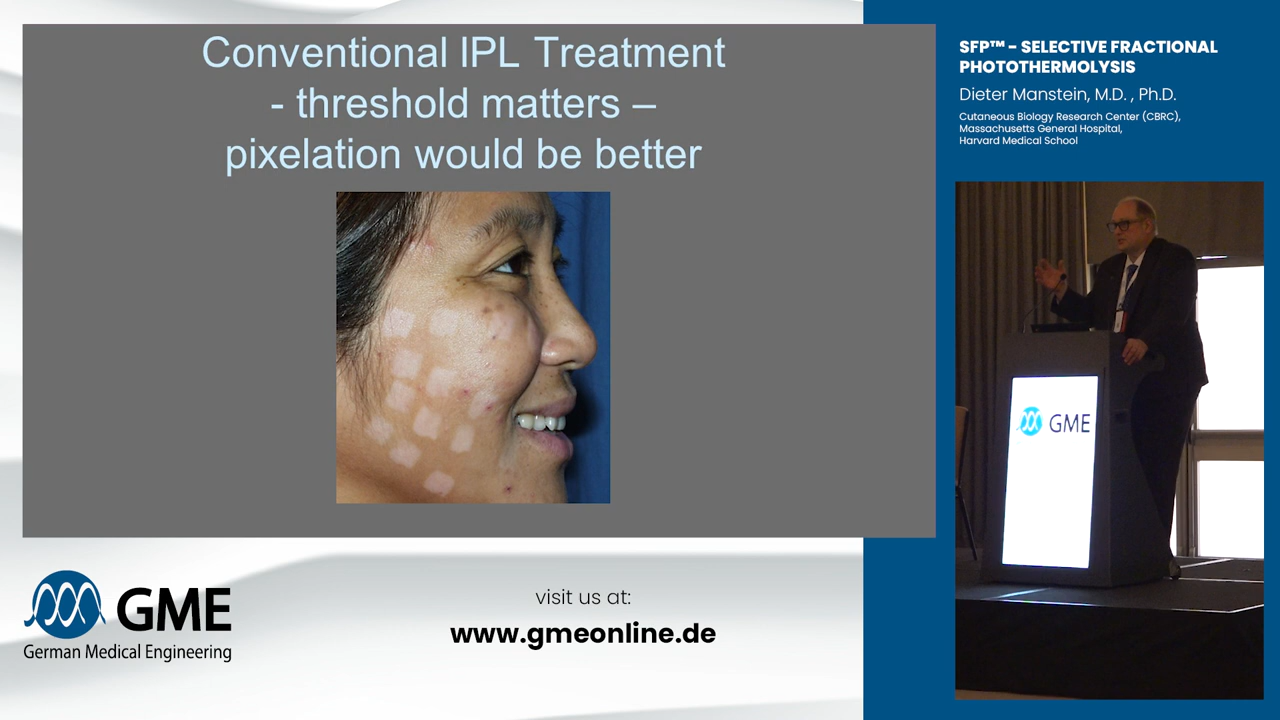 Conventional IPL Treatment
- threshold matters –
pixelation would be better
SFP™ - SELECTIVE FRACTIONAL
PHOTOTHERMOLYSIS
Dieter Manstein, M.D. , Ph.D.
Cutaneous Biology Research Center (CBRC),
Massachusetts General Hospital,
Harvard Medical School
GME
GME
German Medical Engineering
visit us at:
www.gmeonline.de